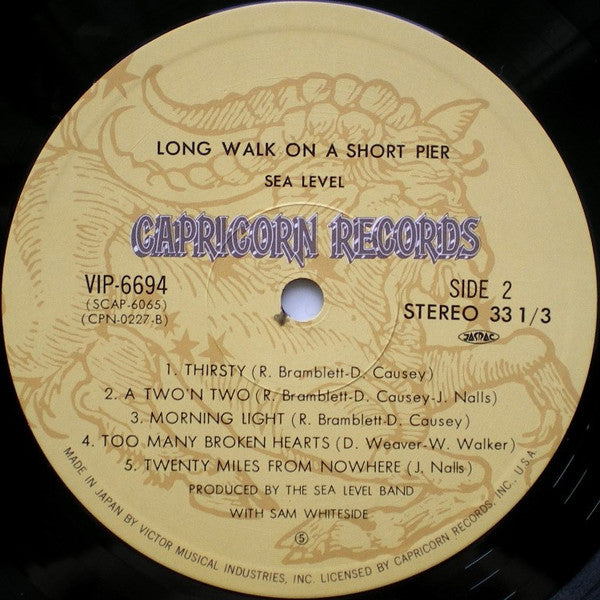 LONG WALK ON A SHORT PIER
SEA LEVEL
CAPRICORN RECORDS
VIP-6694
(SCAP-6065)
(CPN-0227-B)
SIDE 2
STEREO 33 1/3
JASRAC
1. THIRSTY (R. Bramblett-D. Causey)
2. A TWO'N TWO (R. Bramblett-D. Causey-J. Nalls)
3. MORNING LIGHT (R. Bramblett-D. Causey)
4. TOO MANY BROKEN HEARTS (D. Weaver-W. Walker)
5. TWENTY MILES FROM NOWHERE (J. Nalls)
PRODUCED BY THE SEA LEVEL BAND
WITH SAM WHITESIDE
⑤
MADE IN JAPAN BY VICTOR MUSICAL INDUSTRIES, INC. LICENSED BY CAPRICORN RECORDS, INC., U.S.A.